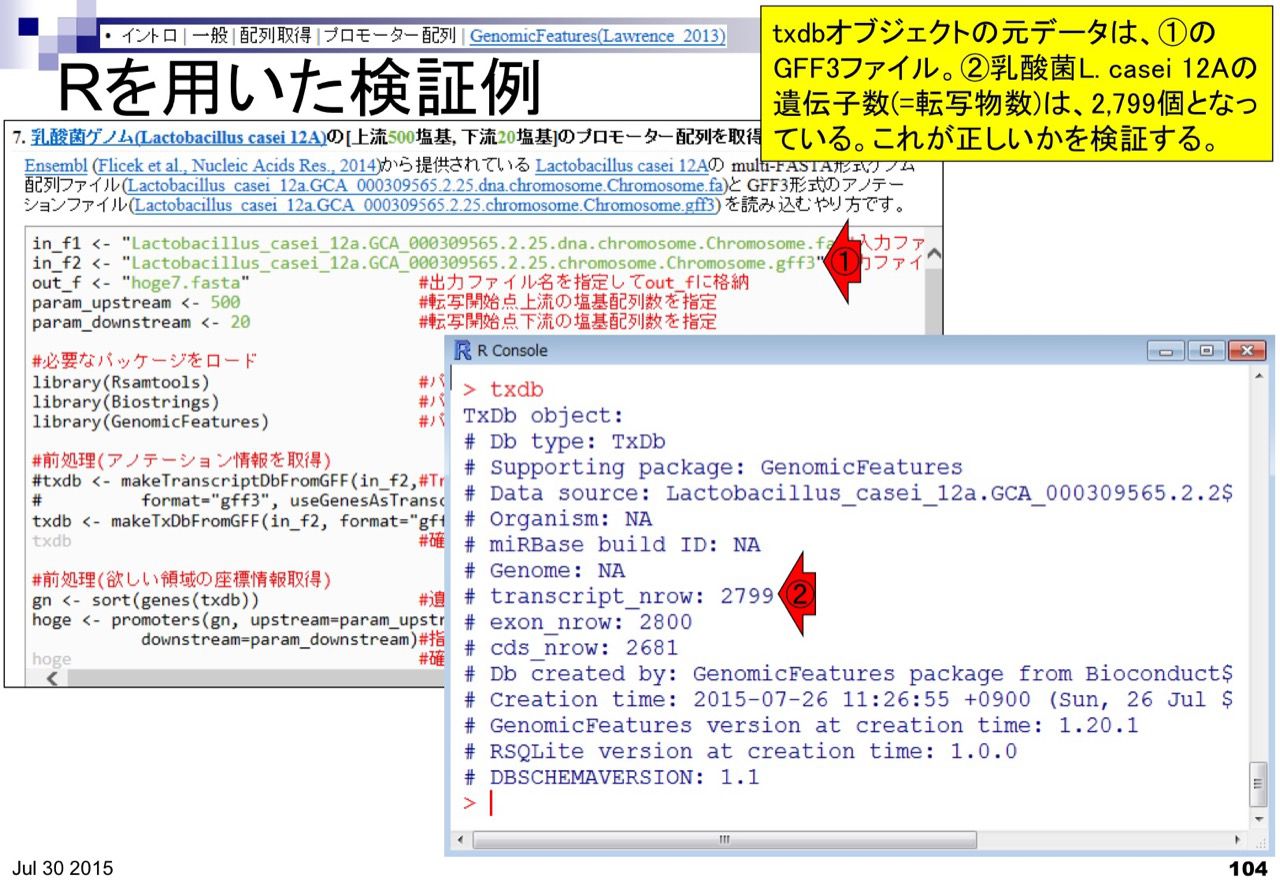 • イントロ | 一般 | 配列取得 | プロモーター配列 | GenomicFeatures(Lawrence_2013)
Rを用いた検証例
txdbオブジェクトの元データは、①の
GFF3ファイル。②乳酸菌L. casei 12Aの
遺伝子数(=転写物数)は、2,799個となっ
ている。これが正しいかを検証する。
7. 乳酸菌ゲノム(Lactobacillus casei 12A)の[上流500塩基, 下流20塩基]のプロモーター配列を取得
Ensembl (Flicek et al., Nucleic Acids Res., 2014)から提供されている Lactobacillus casei 12Aの multi-FASTA形式ゲノム
配列ファイル(Lactobacillus_casei_12a.GCA_000309565.2.25.dna.chromosome.Chromosome.fa)と GFF3形式のアノテー
ションファイル(Lactobacillus_casei_12a.GCA_000309565.2.25.chromosome.Chromosome.gff3) を読み込むやり方です。
in_f1 <- "Lactobacillus_casei_12a.GCA_000309565.2.25.dna.chromosome.Chromosome.fa 入力ファ
in_f2 <- "Lactobacillus_casei_12a.GCA_000309565.2.25.chromosome.Chromosome.gff3" 力ファイ
①
out_f <- "hoge7.fasta" #出力ファイル名を指定してout_fに格納
param_upstream <- 500 #転写開始点上流の塩基配列数を指定
param_downstream <- 20 #転写開始点下流の塩基配列数を指定
#必要なパッケージをロード
library(Rsamtools) #パ
library(Biostrings) #パ
library(GenomicFeatures) #パ
#前処理(アノテーション情報を取得)
#txdb <- makeTranscriptDbFromGFF(in_f2,#Tr
# format="gff3", useGenesAsTransc
txdb <- makeTxDbFromGFF(in_f2, format="gff
txdb #確
#前処理(欲しい領域の座標情報取得)
gn <- sort(genes(txdb)) #遺
hoge <- promoters(gn, upstream=param_upstr
downstream=param_downstream)#指
hoge #確
R Console
> txdb
TxDb object:
# Db type: TxDb
# Supporting package: GenomicFeatures
# Data source: Lactobacillus_casei_12a.GCA_000309565.2.2$
# Organism: NA
# miRBase build ID: NA
# Genome: NA
# transcript_nrow: 2799 ②
# exon_nrow: 2800
# cds_nrow: 2681
# Db created by: GenomicFeatures package from Bioconduct$
# Creation time: 2015-07-26 11:26:55 +0900 (Sun, 26 Jul $
# GenomicFeatures version at creation time: 1.20.1
# RSQLite version at creation time: 1.0.0
# DBSCHEMAVERSION: 1.1
>
Jul 30 2015
104